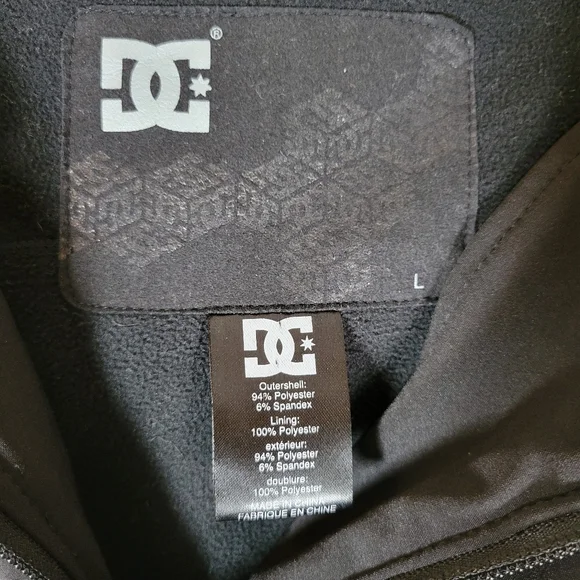 DC®
L
DC
Outershell:
94% Polyester
6% Spandex
Lining:
100% Polyester
extérieur:
94% Polyester
6% Spandex
doublure:
100% Polyester
MADE IN CHINA
FABRIQUE EN CHINE